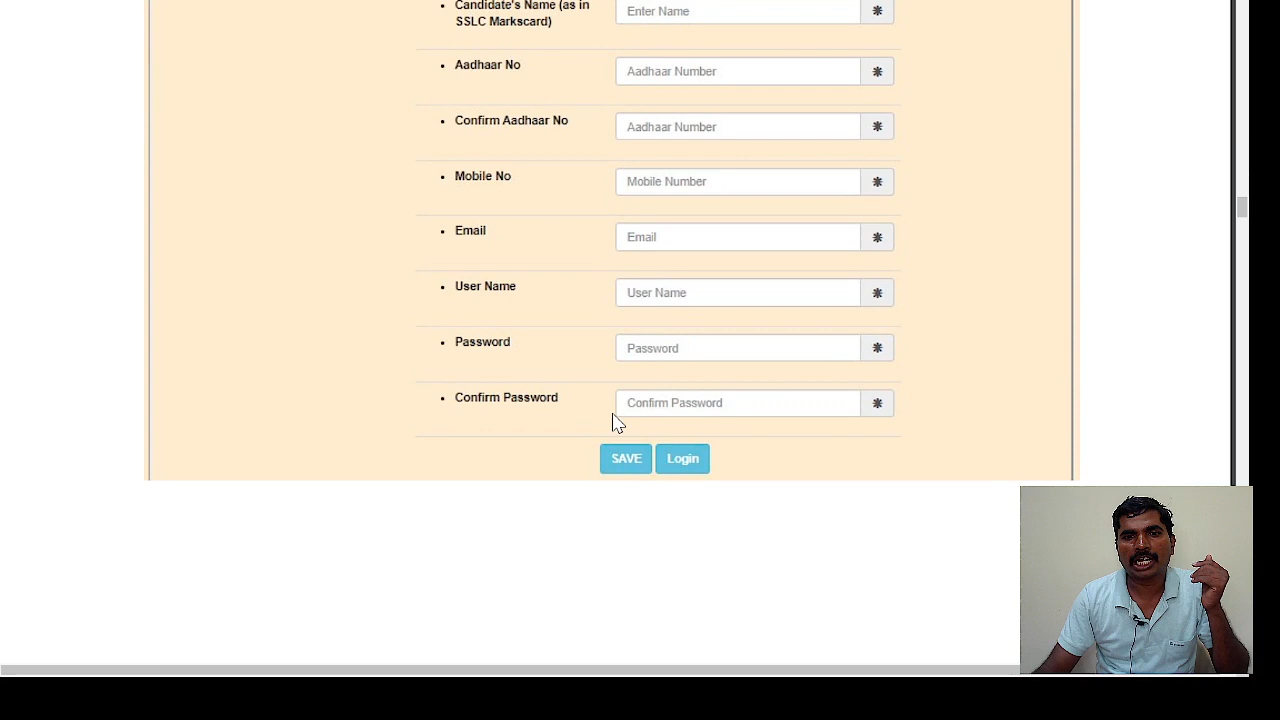 Candidate's Name (as in
SSLC Markscard)
Enter Name
Aadhaar No
Aadhaar Number
Confirm Aadhaar No
Aadhaar Number
Mobile No
Mobile Number
Email
Email
User Name
User Name
Password
Password
Confirm Password
Confirm Password
SAVE Login